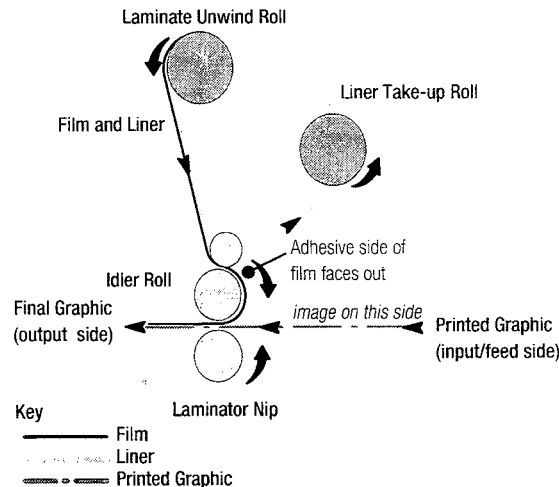 Laminate Unwind Roll
Liner Take-up Roll
Film and Liner
Adhesive side of
film faces out
Idler Roll
Final Graphic
(output side)
image on this side
Printed Graphic
(input/feed side)
Laminator Nip
Key
Film
Liner
Printed Graphic